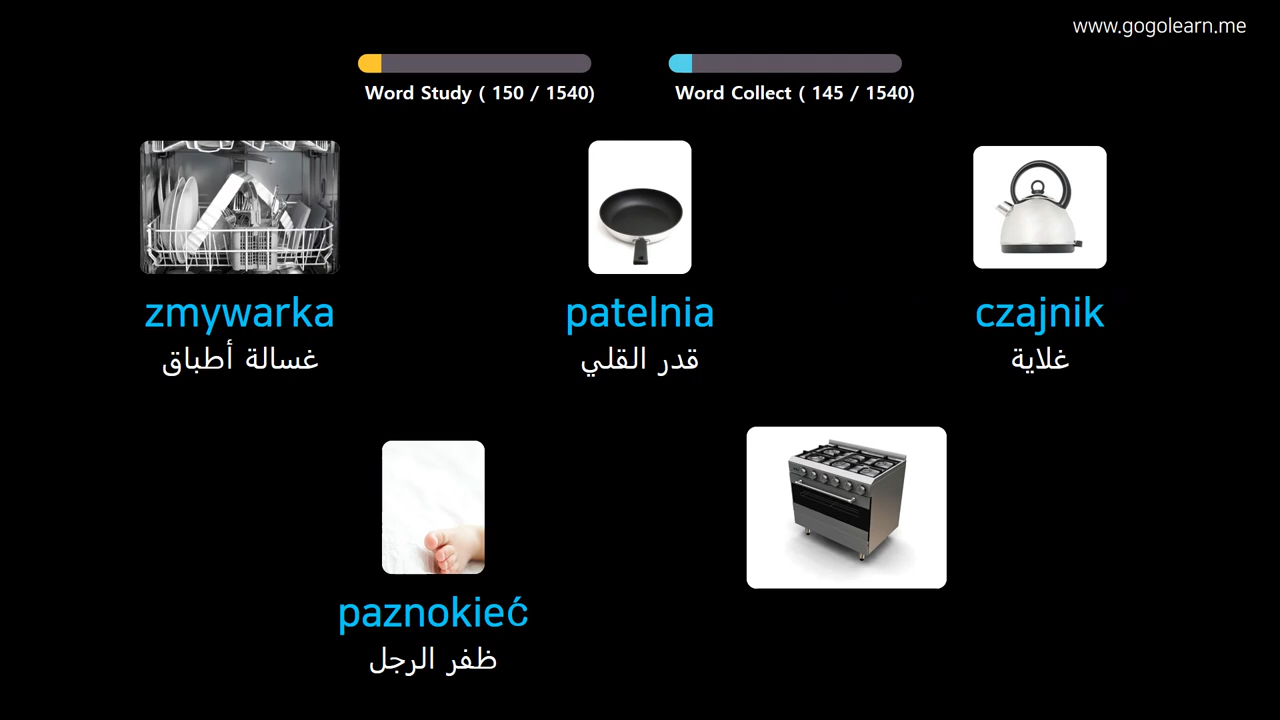 www.gogolearn.me
Word Study ( 150 / 1540)
Word Collect ( 145 / 1540)
zmywarka
غسالة أطباق
patelnia
قدر القلي
czajnik
غلاية
paznokieć
ظفر الرجل